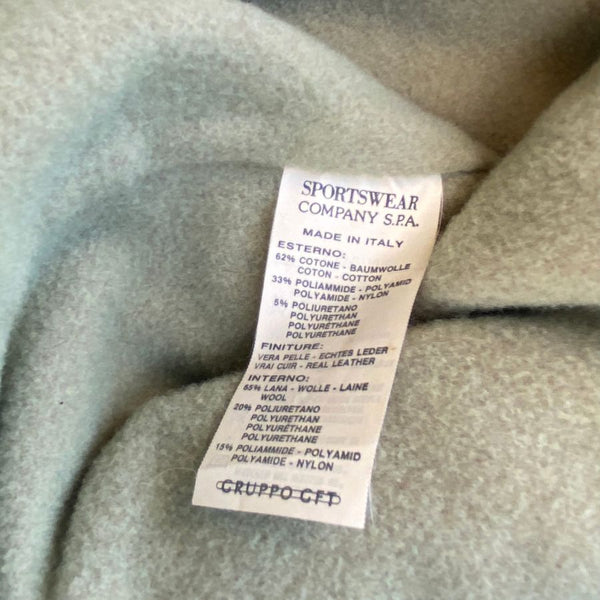 SPORTSWEAR
COMPANY S.P.A.
MADE IN ITALY
ESTERNO:
62% COTONE - BAUMWOLLE
COTON - COTTON
33% POLIAMMIDE - POLYAMID
POLYAMIDE - NYLON
5% POLIURETANO
POLYURETHAN
POLYURETHANE
POLYURETHANE
FINITURE:
VERA PELLE - ECHTES LEDER
VRAI CUIR - REAL LEATHER
INTERNO:
65% LANA - WOLLE - LAINE
WOOL
20% POLIURETANO
POLYURETHAN
POLYURÉTHANE
POLYURETHANE
15% POLIAMMIDE - POLYAMID
POLYAMIDE - NYLON
GRUPPO GFT